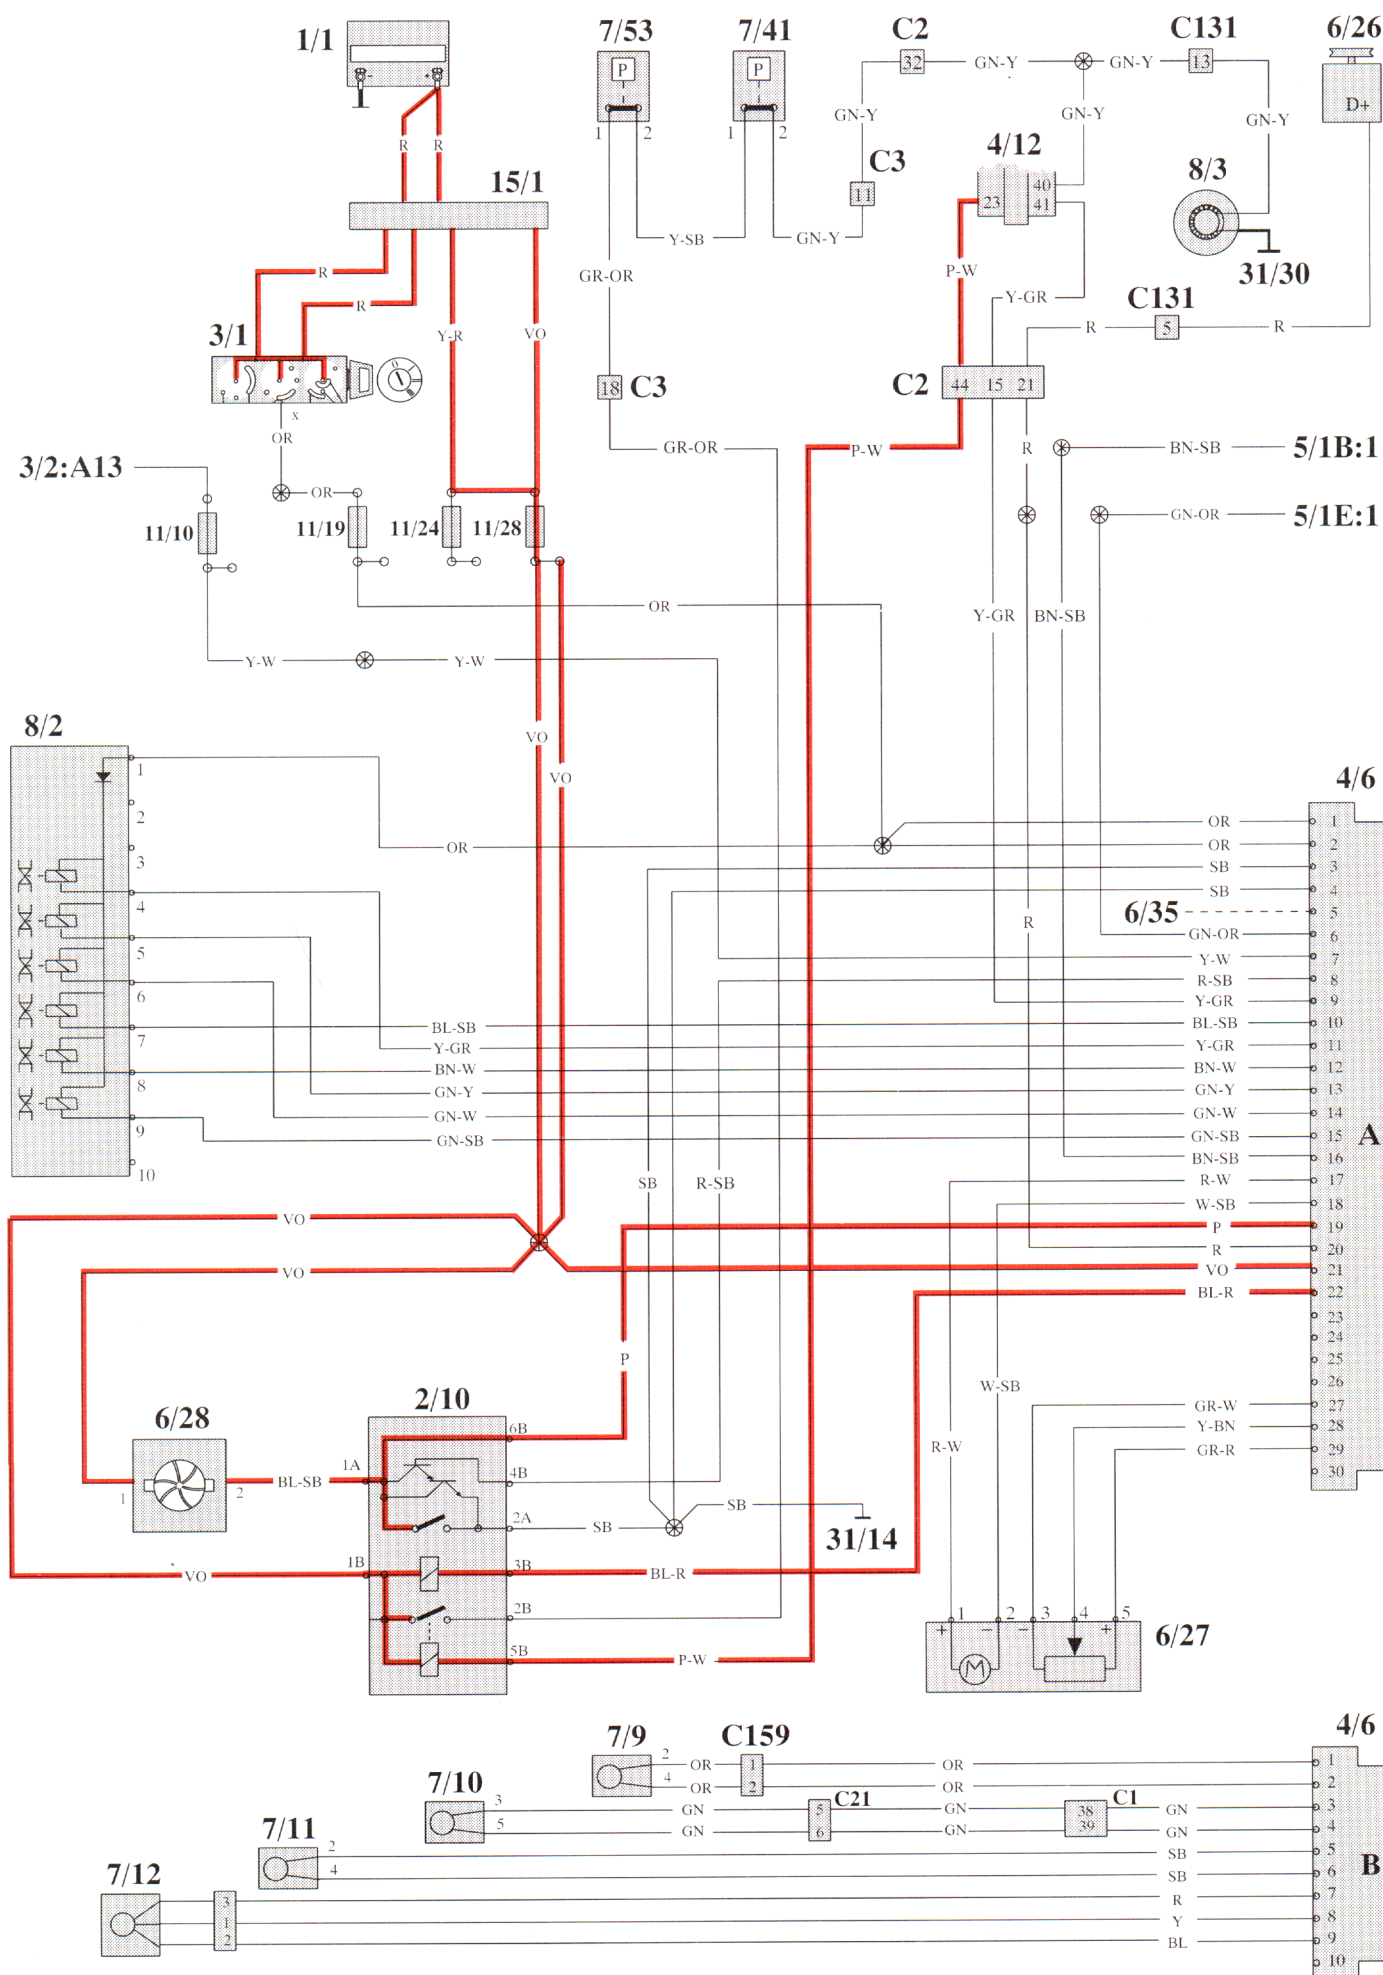 1/1
7/53
7/41
C2
C131
6/26
- +
P
P
32
GN-Y
GN-Y
13
D+
R
R
1 2
1 2
GN-Y
GN-Y
GN-Y
4/12
C3
8/3
15/1
11
40
23
41
Y-SB
GN-Y
31/30
R
GR-OR
P-W
Y-GR
C131
R
3/1
Y-R
VO
R
5
R
0
18
C3
C2
44 15 21
x
OR
GR-OR
P-W
R
BN-SB
5/1B:1
3/2:A13
OR
11/10
11/19
11/24
11/28
GN-OR
5/1E:1
OR
Y-GR
BN-SB
Y-W
Y-W
8/2
VO
VO
4/6
1
2
3
4
5
6
7
8
9
10
OR
OR 1
OR 2
SB 3
SB 4
6/35
5
R
GN-OR 6
Y-W 7
R-SB 8
Y-GR 9
BL-SB
BL-SB 10
Y-GR
Y-GR 11
BN-W
BN-W 12
GN-Y
GN-Y 13
GN-W
GN-W 14
GN-SB
GN-SB 15
A
BN-SB 16
SB
R-SB
R-W 17
W-SB 18
VO
P 19
R 20
VO
VO 21
BL-R 22
23
24
25
26
P
W-SB
2/10
6/28
GR-W 27
Y-BN 28
R-W
GR-R 29
30
1 2
BL-SB
1A
6B
4B
2A
SB
SB
31/14
1B
3B
VO
BL-R
2B
5B
P-W
1 2 3 4 5
+ - - +
M
6/27
7/9
C159
4/6
2
OR
1
OR
1
4
OR
2
OR
2
7/10
3
GN
5
C21
GN
38
C1
GN
3
5
GN
6
GN
39
GN
4
7/11
2
SB
5
4
SB
6
B
7/12
3
R
7
1
Y
8
2
BL
9
10